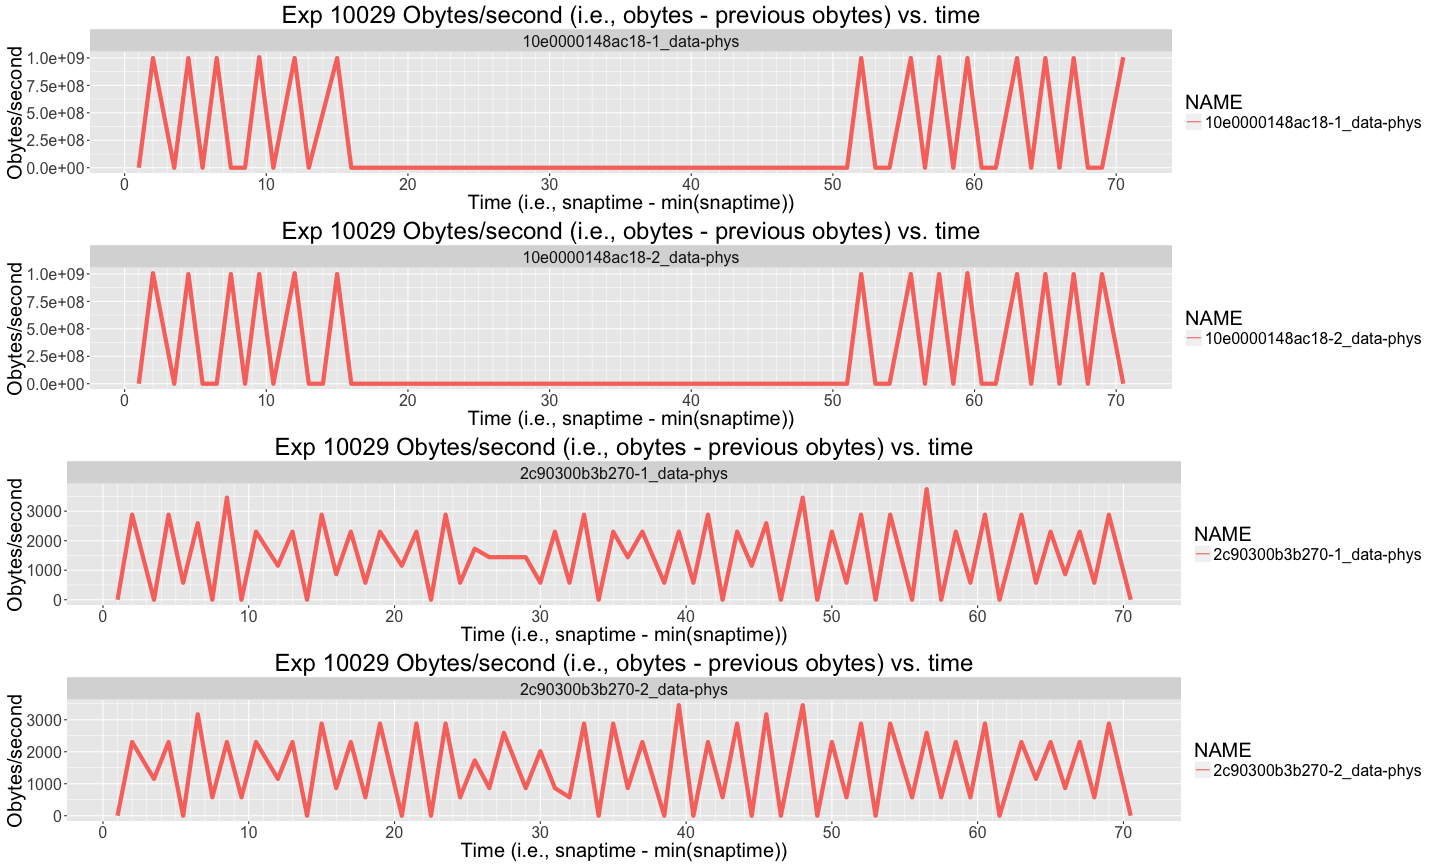 Exp 10029 Obytes/second (i.e., obytes - previous obytes) vs. time
10e0000148ac18-1_data-phys
Obytes/second
1.0e+09
7.5e+08
5.0e+08
2.5e+08
0.0e+00
0 10 20 30 40 50 60 70
Time (i.e., snaptime - min(snaptime))
NAME
10e0000148ac18-1_data-phys
Exp 10029 Obytes/second (i.e., obytes - previous obytes) vs. time
10e0000148ac18-2_data-phys
Obytes/second
1.0e+09
7.5e+08
5.0e+08
2.5e+08
0.0e+00
0 10 20 30 40 50 60 70
Time (i.e., snaptime - min(snaptime))
NAME
10e0000148ac18-2_data-phys
Exp 10029 Obytes/second (i.e., obytes - previous obytes) vs. time
2c90300b3b270-1_data-phys
Obytes/second
3000
2000
1000
0
0 10 20 30 40 50 60 70
Time (i.e., snaptime - min(snaptime))
NAME
2c90300b3b270-1_data-phys
Exp 10029 Obytes/second (i.e., obytes - previous obytes) vs. time
2c90300b3b270-2_data-phys
Obytes/second
3000
2000
1000
0
0 10 20 30 40 50 60 70
Time (i.e., snaptime - min(snaptime))
NAME
2c90300b3b270-2_data-phys